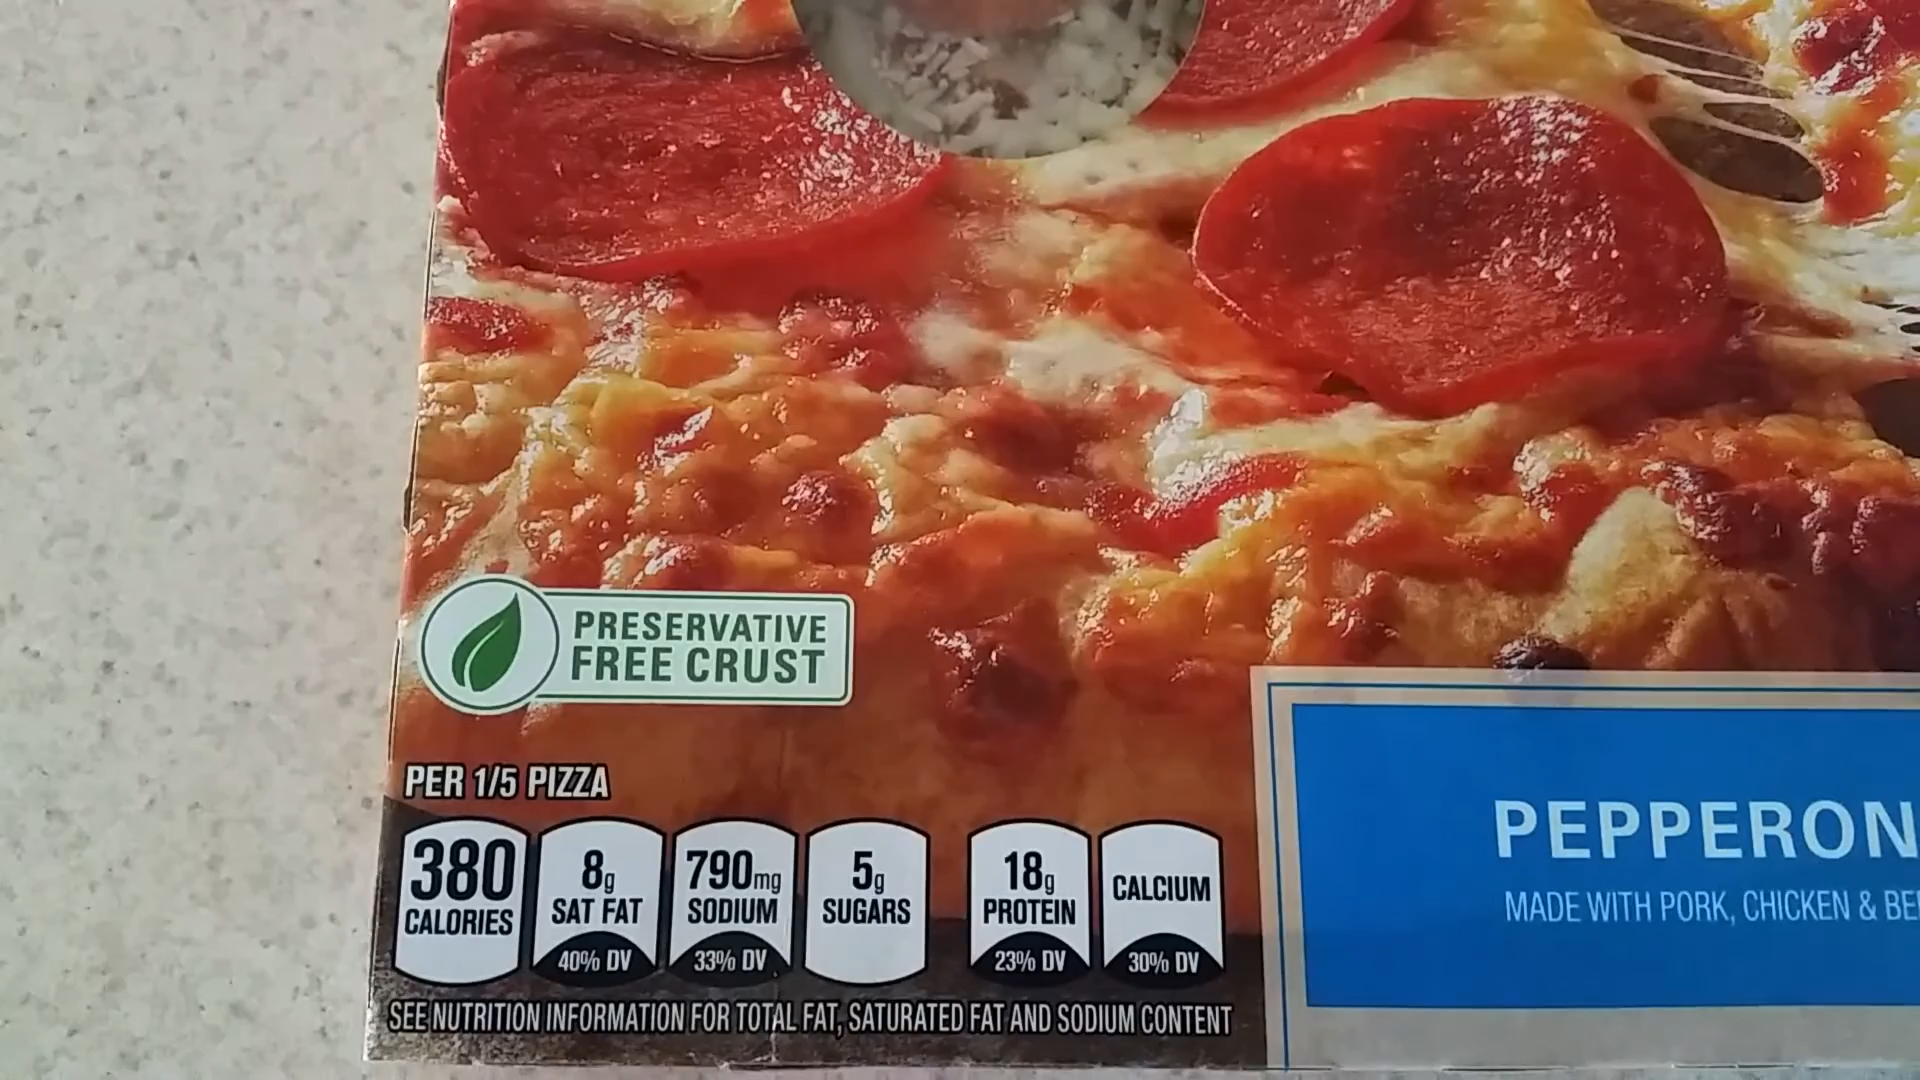 PRESERVATIVE
FREE CRUST
PER 1/5 PIZZA
380
CALORIES
8g
SAT FAT
40% DV
790mg
SODIUM
33% DV
5g
SUGARS
18g
PROTEIN
23% DV
CALCIUM
30% DV
SEE NUTRITION INFORMATION FOR TOTAL FAT, SATURATED FAT AND SODIUM CONTENT
PEPPERON
MADE WITH PORK, CHICKEN & BE